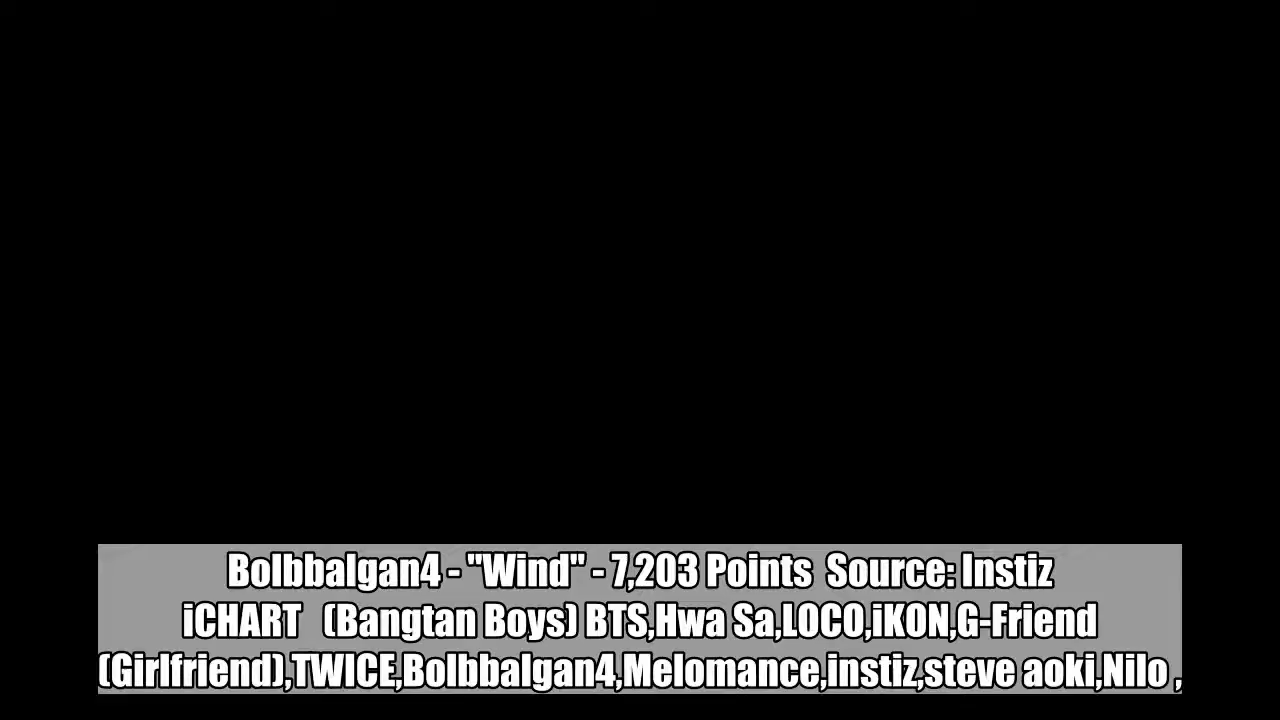 Bolbbalgan4 - "Wind" - 7,203 Points  Source: Instiz
iCHART   (Bangtan Boys) BTS,Hwa Sa,LOCO,iKON,G-Friend
(Girlfriend),TWICE,Bolbbalgan4,Melomance,instiz,steve aoki,Nilo ,